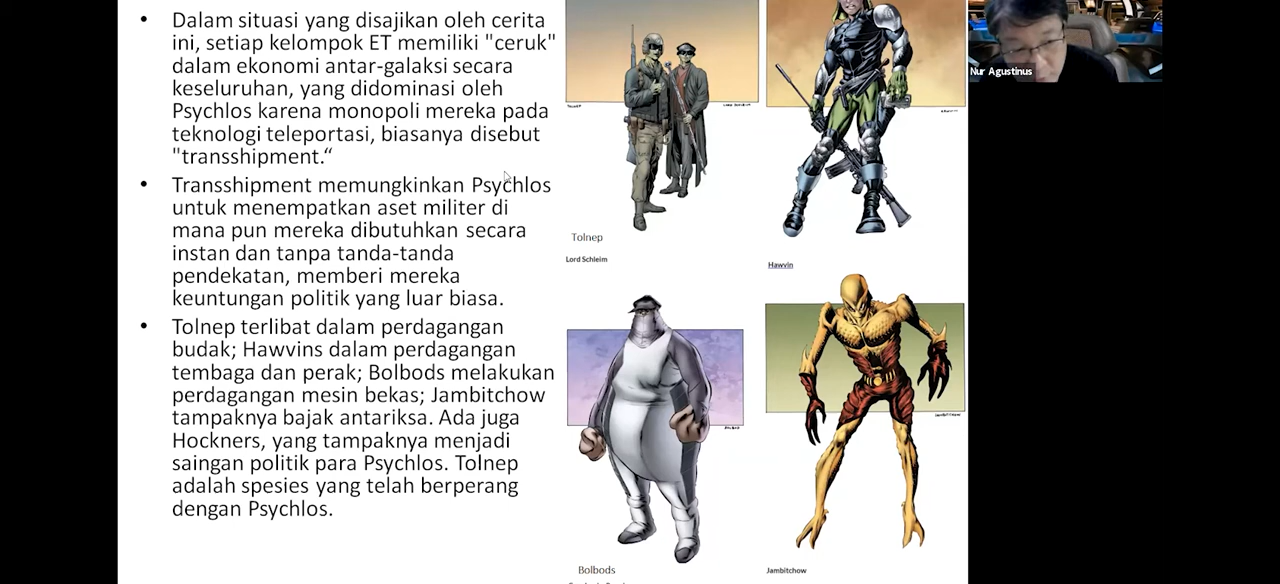 • Dalam situasi yang disajikan oleh cerita
ini, setiap kelompok ET memiliki "ceruk"
dalam ekonomi antar-galaksi secara
keseluruhan, yang didominasi oleh
Psychlos karena monopoli mereka pada
teknologi teleportasi, biasanya disebut
"transshipment.“
• Transshipment memungkinkan Psychlos
untuk menempatkan aset militer di
mana pun mereka dibutuhkan secara
instan dan tanpa tanda-tanda
pendekatan, memberi mereka
keuntungan politik yang luar biasa.
• Tolnep terlibat dalam perdagangan
budak; Hawvins dalam perdagangan
tembaga dan perak; Bolbods melakukan
perdagangan mesin bekas; Jambitchow
tampaknya bajak antariksa. Ada juga
Hockners, yang tampaknya menjadi
saingan politik para Psychlos. Tolnep
adalah spesies yang telah berperang
dengan Psychlos.
Tolnep
Lord Schleim
Hawvin
Bolbods
Jambitchow
Nur Agustinus